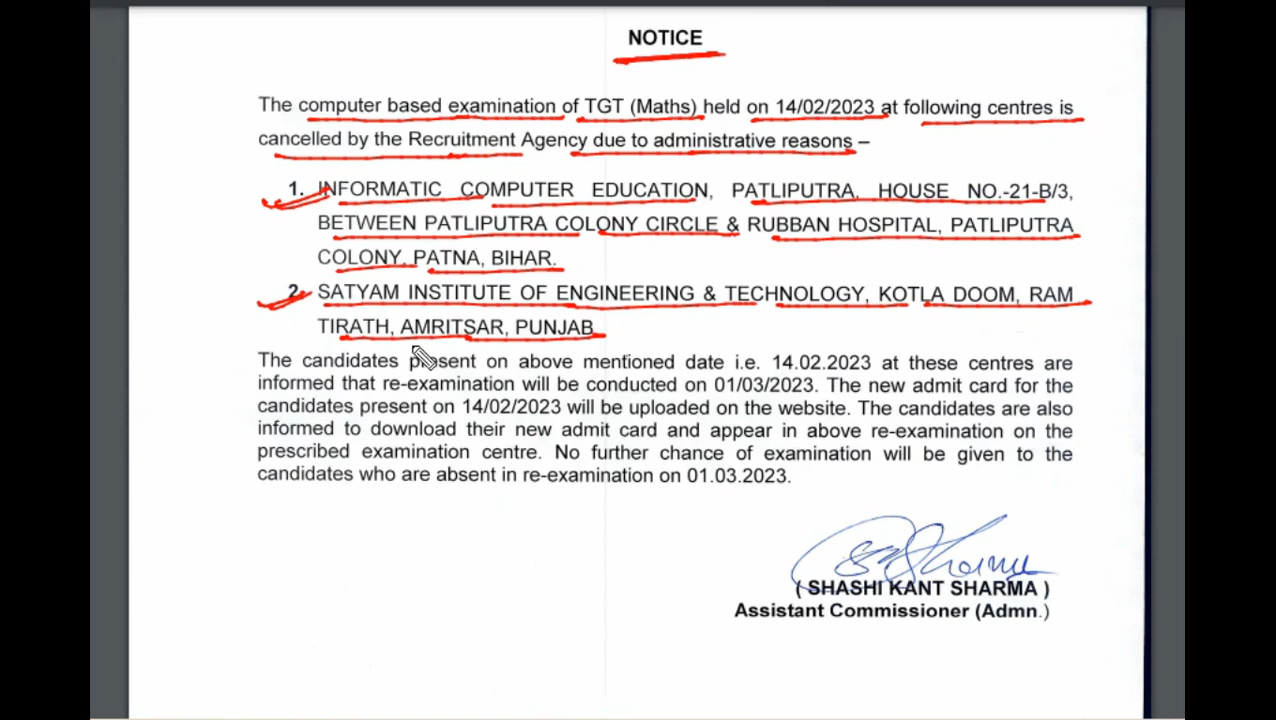 NOTICE
The computer based examination of TGT (Maths) held on 14/02/2023 at following centres is
cancelled by the Recruitment Agency due to administrative reasons –
1. INFORMATIC COMPUTER EDUCATION, PATLIPUTRA, HOUSE NO.-21-B/3,
BETWEEN PATLIPUTRA COLONY CIRCLE & RUBBAN HOSPITAL, PATLIPUTRA
COLONY, PATNA, BIHAR.
2. SATYAM INSTITUTE OF ENGINEERING & TECHNOLOGY, KOTLA DOOM, RAM
TIRATH, AMRITSAR, PUNJAB
The candidates present on above mentioned date i.e. 14.02.2023 at these centres are
informed that re-examination will be conducted on 01/03/2023. The new admit card for the
candidates present on 14/02/2023 will be uploaded on the website. The candidates are also
informed to download their new admit card and appear in above re-examination on the
prescribed examination centre. No further chance of examination will be given to the
candidates who are absent in re-examination on 01.03.2023.
( SHASHI KANT SHARMA )
Assistant Commissioner (Admn.)